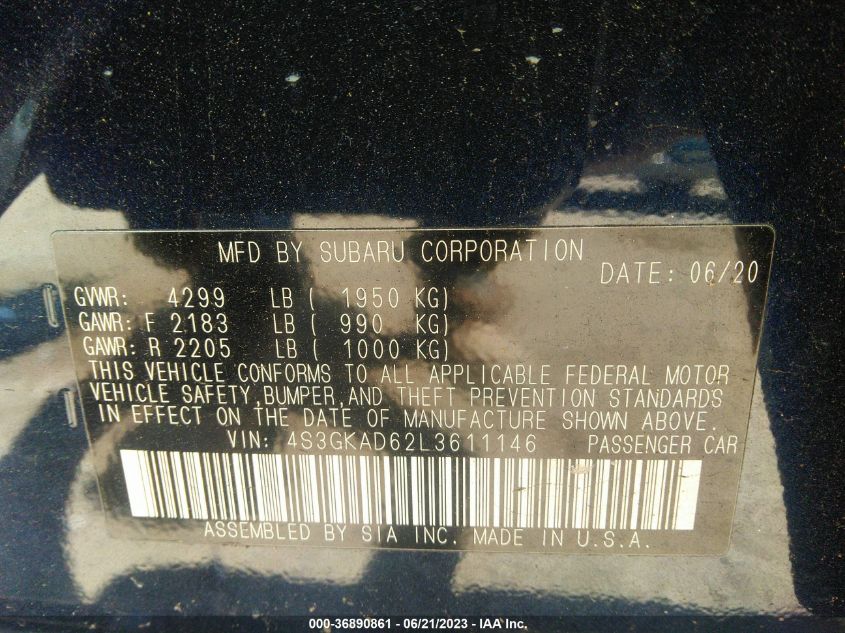 MFD BY SUBARU CORPORATION
DATE: 06/20
GVWR: 4299 LB ( 1950 KG)
GAWR: F 2183 LB ( 990 KG)
GAWR: R 2205 LB ( 1000 KG)
THIS VEHICLE CONFORMS TO ALL APPLICABLE FEDERAL MOTOR
VEHICLE SAFETY,BUMPER,AND THEFT PREVENTION STANDARDS
IN EFFECT ON THE DATE OF MANUFACTURE SHOWN ABOVE.
VIN: 4S3GKAD62L3611146 PASSENGER CAR
ASSEMBLED BY SIA INC. MADE IN U.S.A.
000-36890861 - 06/21/2023 - IAA Inc.